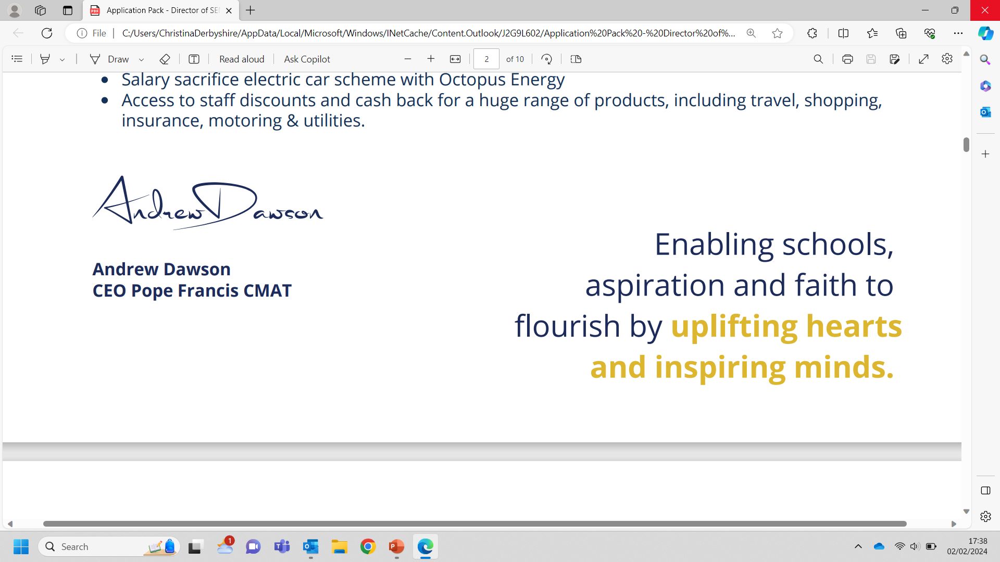 Application Pack - Director of SEN
File
C:/Users/ChristinaDerbyshire/AppData/Local/Microsoft/Windows/INetCache/Content.Outlook/J2G9L602/Application%20Pack%20-%20Director%20of%...
Draw
Read aloud
Ask Copilot
2 of 10
• Salary sacrifice electric car scheme with Octopus Energy
• Access to staff discounts and cash back for a huge range of products, including travel, shopping,
insurance, motoring & utilities.
Andrew Dawson
Andrew Dawson
CEO Pope Francis CMAT
Enabling schools,
aspiration and faith to
flourish by uplifting hearts
and inspiring minds.
Search
1
17:38
02/02/2024